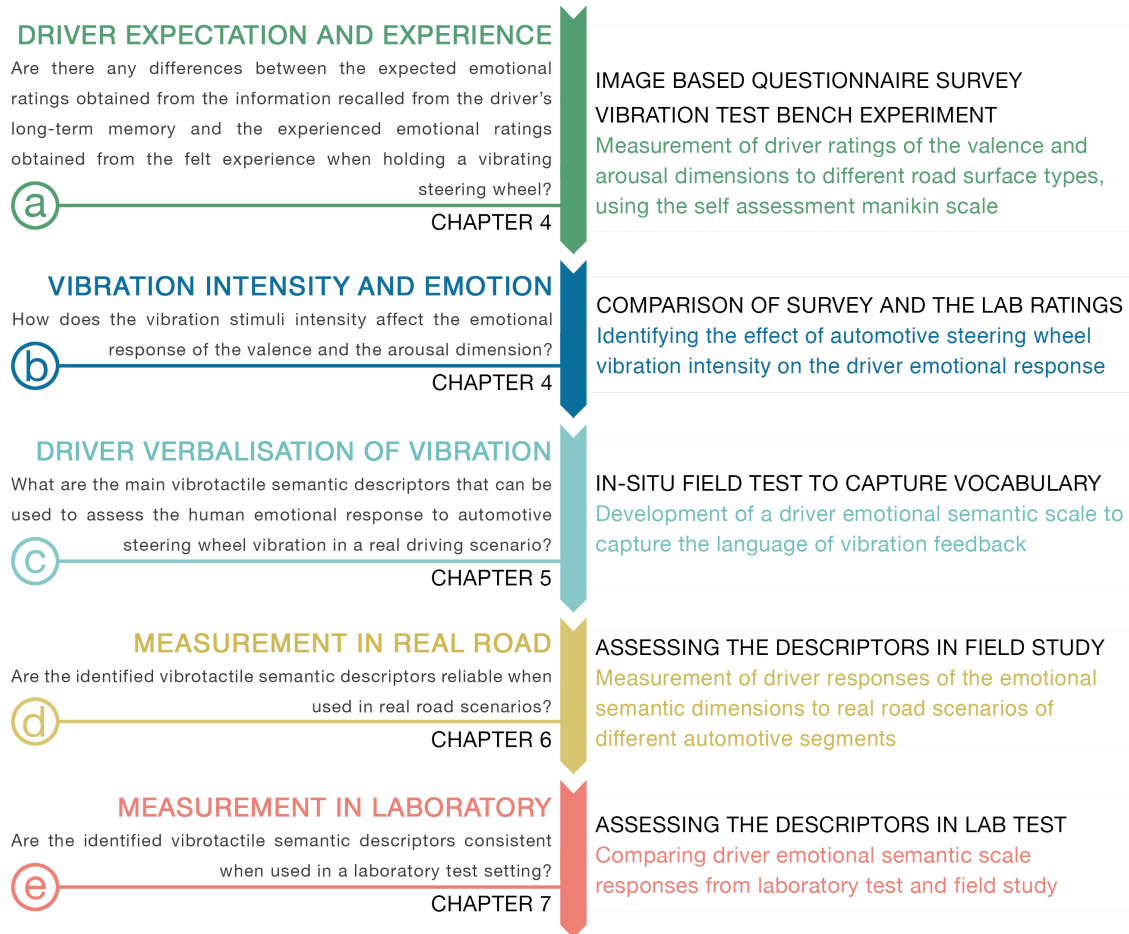 DRIVER EXPECTATION AND EXPERIENCE
Are there any differences between the expected emotional
ratings obtained from the information recalled from the driver's
long-term memory and the experienced emotional ratings
obtained from the felt experience when holding a vibrating
steering wheel?
a
CHAPTER 4
IMAGE BASED QUESTIONNAIRE SURVEY
VIBRATION TEST BENCH EXPERIMENT
Measurement of driver ratings of the valence and
arousal dimensions to different road surface types,
using the self assessment manikin scale
VIBRATION INTENSITY AND EMOTION
How does the vibration stimuli intensity affect the emotional
response of the valence and the arousal dimension?
b
CHAPTER 4
COMPARISON OF SURVEY AND THE LAB RATINGS
Identifying the effect of automotive steering wheel
vibration intensity on the driver emotional response
DRIVER VERBALISATION OF VIBRATION
What are the main vibrotactile semantic descriptors that can be
used to assess the human emotional response to automotive
steering wheel vibration in a real driving scenario?
c
CHAPTER 5
IN-SITU FIELD TEST TO CAPTURE VOCABULARY
Development of a driver emotional semantic scale to
capture the language of vibration feedback
MEASUREMENT IN REAL ROAD
Are the identified vibrotactile semantic descriptors reliable when
used in real road scenarios?
d
CHAPTER 6
ASSESSING THE DESCRIPTORS IN FIELD STUDY
Measurement of driver responses of the emotional
semantic dimensions to real road scenarios of
different automotive segments
MEASUREMENT IN LABORATORY
Are the identified vibrotactile semantic descriptors consistent
when used in a laboratory test setting?
e
CHAPTER 7
ASSESSING THE DESCRIPTORS IN LAB TEST
Comparing driver emotional semantic scale
responses from laboratory test and field study